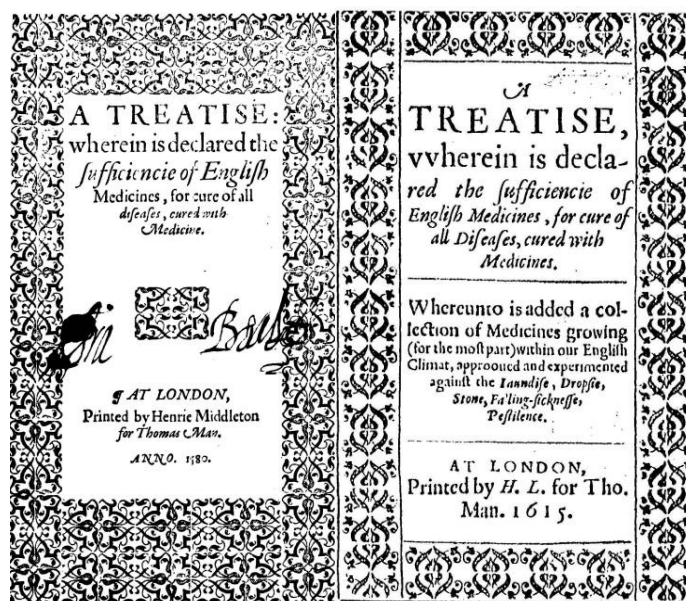 A TREATISE:
wherein is declared the
ſufficiencie of Engliſh
Medicines, for cure of all
diſeaſes, cured with
Medicine.
¶ AT LONDON,
Printed by Henrie Middleton
for Thomas Man.
ANNO. 1580.
A
TREATISE,
vvherein is decla-
red the ſufficiencie of
Engliſh Medicines, for cure of
all Diſeaſes, cured with
Medicines.
Whereunto is added a col-
lection of Medicines growing
(for the moſt part) within our Engliſh
Climat, approoued and experimented
againſt the Iaundiſe, Dropſie,
Stone, Falling-ſickneſſe,
Peſtilence.
AT LONDON,
Printed by H. L. for Tho.
Man. 1615.